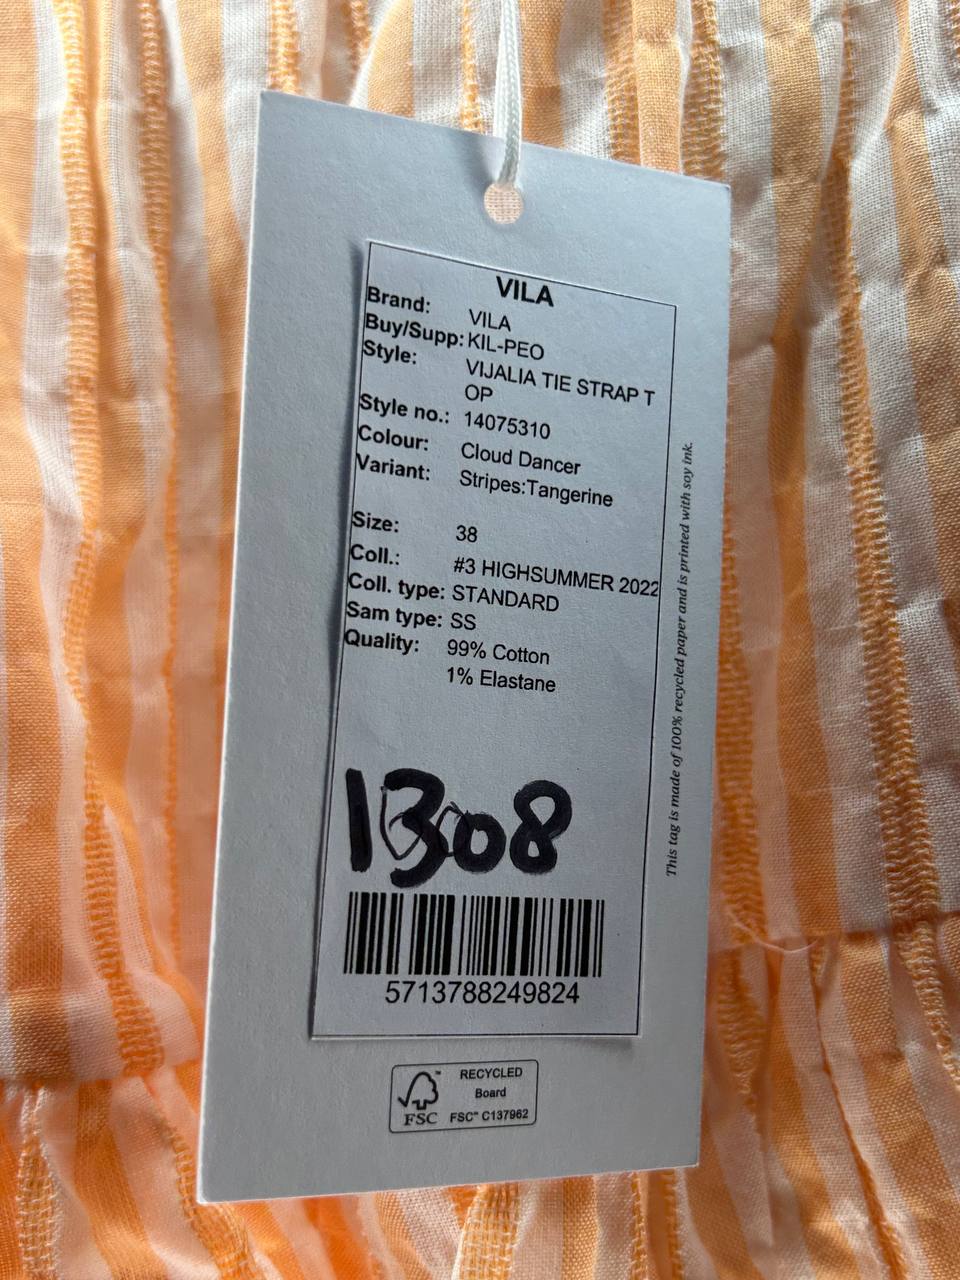 VILA
Brand: VILA
Buy/Supp: KIL-PEO
Style: VIJALIA TIE STRAP T
OP
Style no.: 14075310
Colour: Cloud Dancer
Variant: Stripes:Tangerine
Size: 38
Coll.: #3 HIGHSUMMER 2022
Coll. type: STANDARD
Sam type: SS
Quality: 99% Cotton
1% Elastane
1308
5713788249824
This tag is made of 100% recycled paper and is printed with soy ink.
FSC
RECYCLED
Board
FSC™ C137962